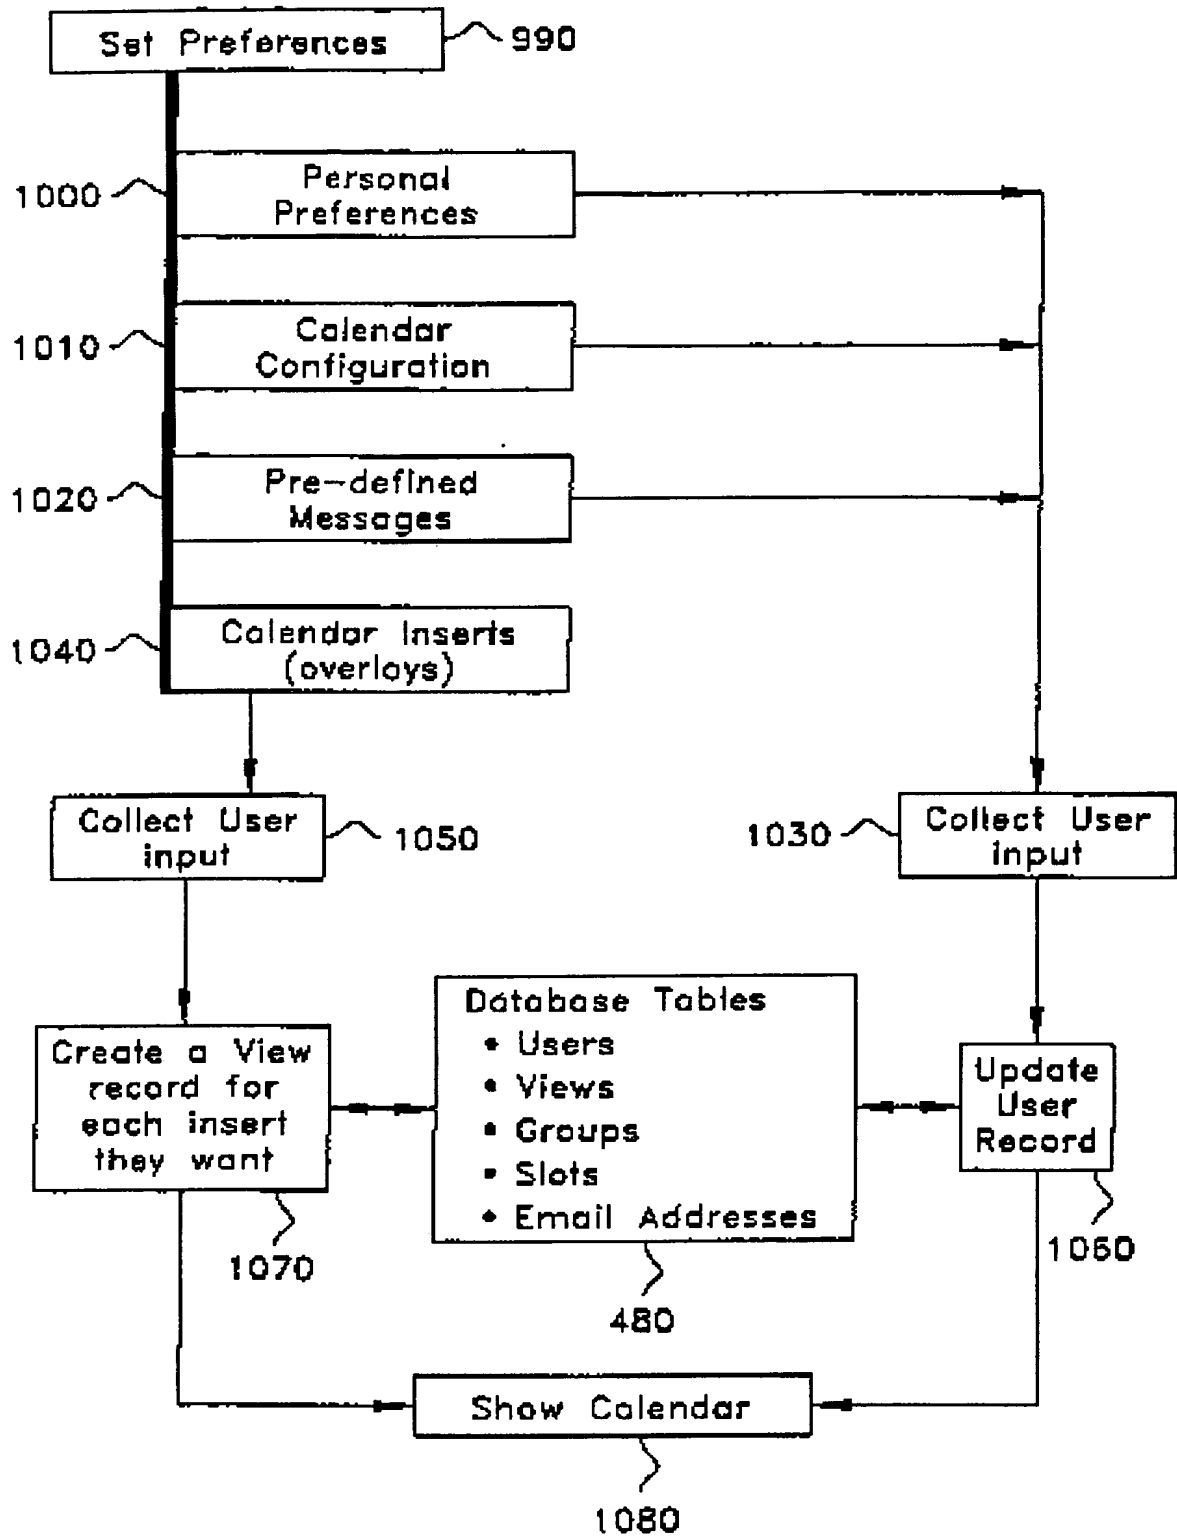 Set Preferences
990
1000
Personal
Preferences
1010
Calendar
Configuration
1020
Pre-defined
Messages
1040
Calendar Inserts
(overlays)
Collect User
input
1050
1030
Collect User
input
Create a View
record for
each insert
they want
1070
Database Tables
• Users
• Views
• Groups
• Slots
• Email Addresses
480
Update
User
Record
1060
Show Calendar
1080